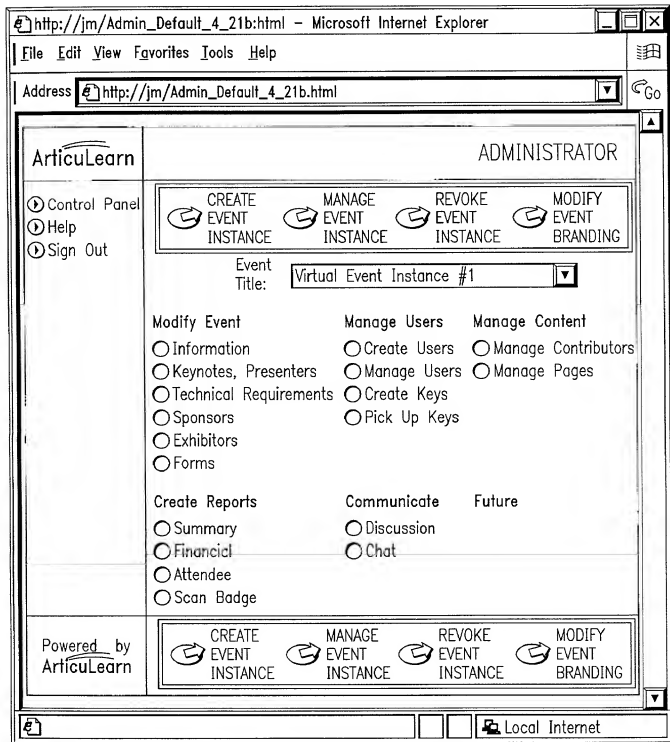 http://jm/Admin_Default_4_21b:html – Microsoft Internet Explorer
File Edit View Favorites Tools Help
Address http://jm/Admin_Default_4_21b.html Go
ArticuLearn
ADMINISTRATOR
Control Panel
Help
Sign Out
CREATE EVENT INSTANCE
MANAGE EVENT INSTANCE
REVOKE EVENT INSTANCE
MODIFY EVENT BRANDING
Event Title: Virtual Event Instance #1
Modify Event
Information
Keynotes, Presenters
Technical Requirements
Sponsors
Exhibitors
Forms
Manage Users
Create Users
Manage Users
Create Keys
Pick Up Keys
Manage Content
Manage Contributors
Manage Pages
Create Reports
Summary
Financial
Attendee
Scan Badge
Communicate
Discussion
Chat
Future
Powered by
ArticuLearn
CREATE EVENT INSTANCE
MANAGE EVENT INSTANCE
REVOKE EVENT INSTANCE
MODIFY EVENT BRANDING
Local Internet